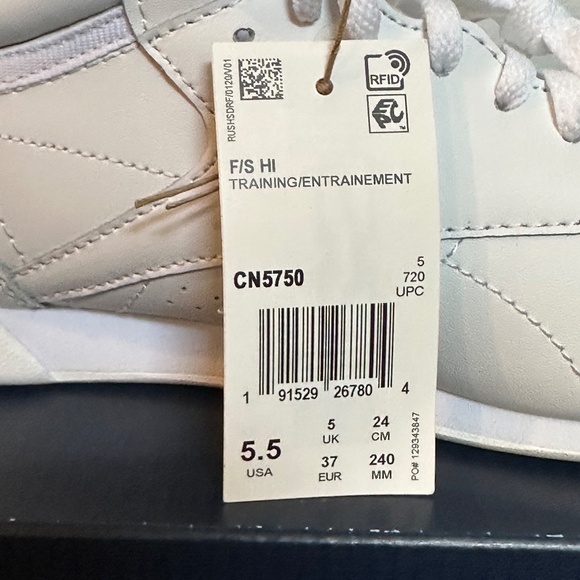 RUSHSDRF/0120/V01
RFID
EPC™
F/S HI
TRAINING/ENTRAINEMENT
CN5750
5
720
UPC
1 91529 26780 4
5.5
USA
5
UK
24
CM
37
EUR
240
MM
PO# 129343847